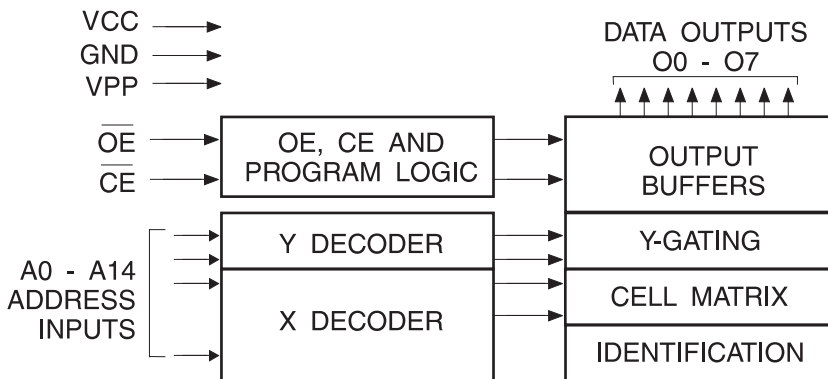 VCC
GND
VPP
OE
CE
A0 - A14
ADDRESS
INPUTS
OE, CE AND
PROGRAM LOGIC
Y DECODER
X DECODER
DATA OUTPUTS
O0 - O7
OUTPUT
BUFFERS
Y-GATING
CELL MATRIX
IDENTIFICATION